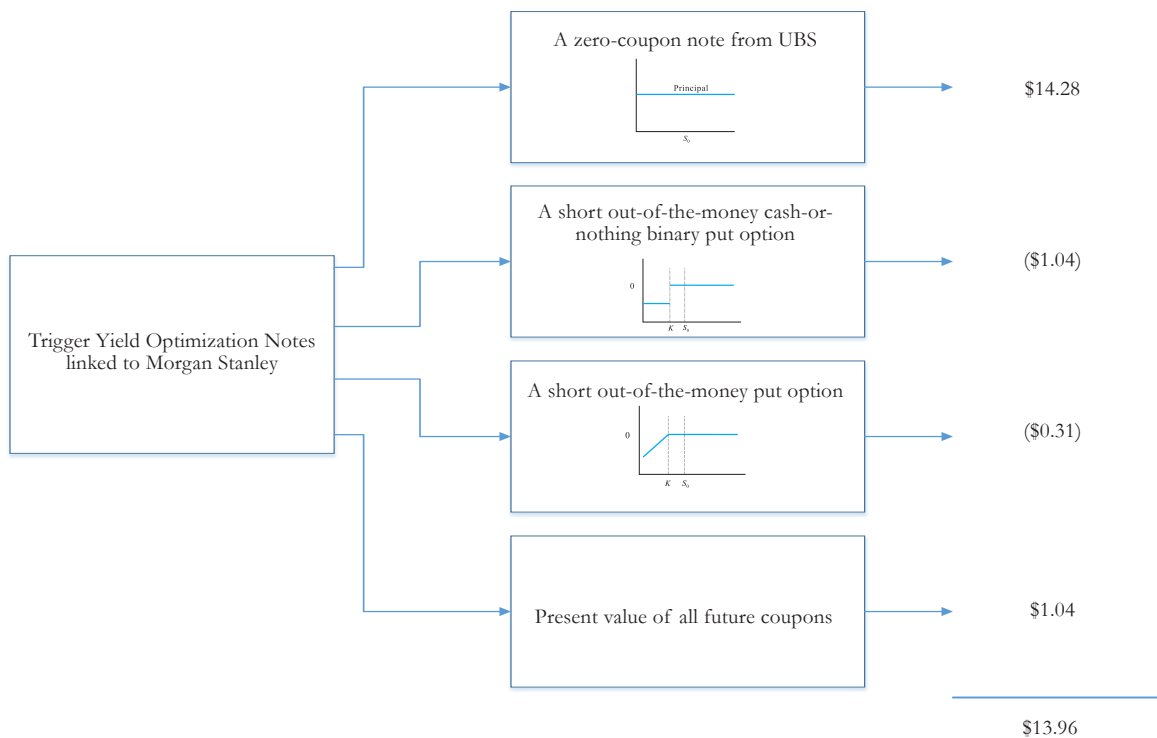 A zero-coupon note from UBS
Principal
S0
$14.28
A short out-of-the-money cash-or-
nothing binary put option
0
K S0
($1.04)
Trigger Yield Optimization Notes
linked to Morgan Stanley
A short out-of-the-money put option
0
K S0
($0.31)
Present value of all future coupons
$1.04
$13.96